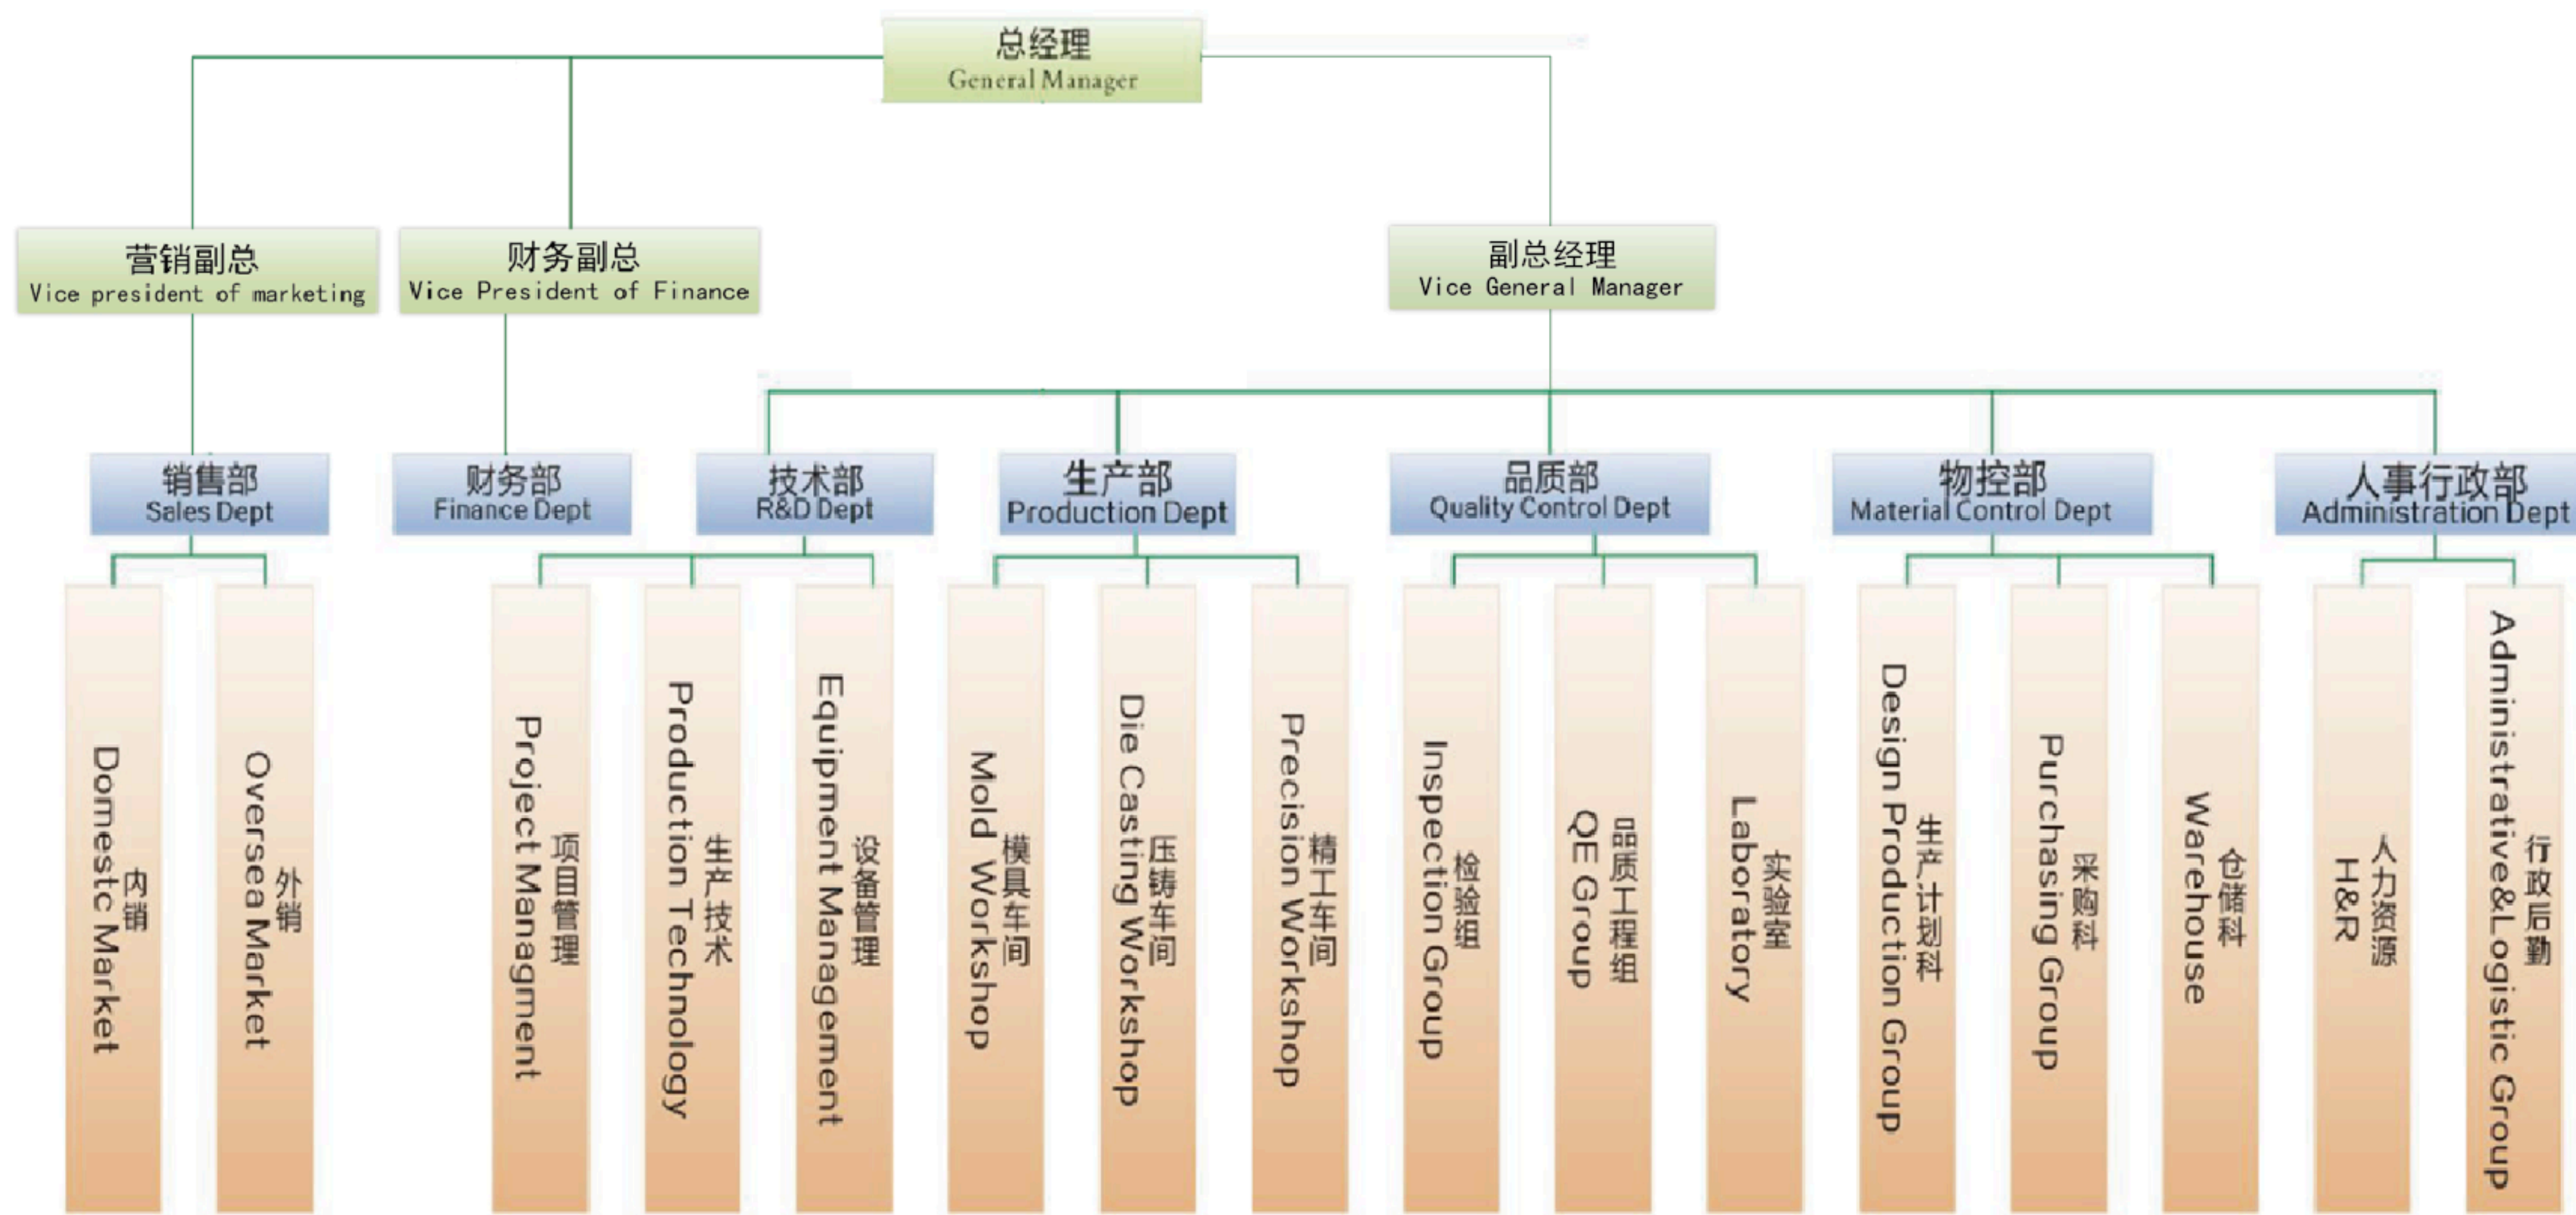 总经理
General Manager
营销副总
Vice president of marketing
财务副总
Vice President of Finance
副总经理
Vice General Manager
销售部
Sales Dept
财务部
Finance Dept
技术部
R&D Dept
生产部
Production Dept
品质部
Quality Control Dept
物控部
Material Control Dept
人事行政部
Administration Dept
内销
Domestc Market
外销
Oversea Market
项目管理
Project Managment
生产技术
Production Technology
设备管理
Equipment Management
模具车间
Mold Workshop
压铸车间
Die Casting Workshop
精工车间
Precision Workshop
检验组
Inspection Group
品质工程组
QE Group
实验室
Laboratory
生产计划科
Design Production Group
采购科
Purchasing Group
仓储科
Warehouse
人力资源
H&R
行政后勤
Administrative&Logistic Group